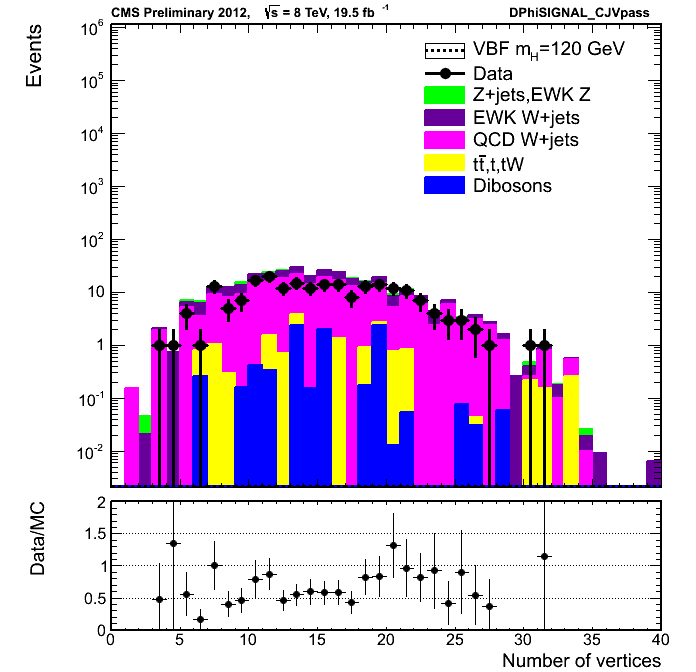 CMS Preliminary 2012, √s = 8 TeV, 19.5 fb⁻¹ DPhiSIGNAL_CJVpass
Events
10⁶
10⁵
10⁴
10³
10²
10
1
10⁻¹
10⁻²
VBF m_H=120 GeV
Data
Z+jets,EWK Z
EWK W+jets
QCD W+jets
tt̄,t,tW
Dibosons
Data/MC
2
1.5
1
0.5
0
0 5 10 15 20 25 30 35 40
Number of vertices